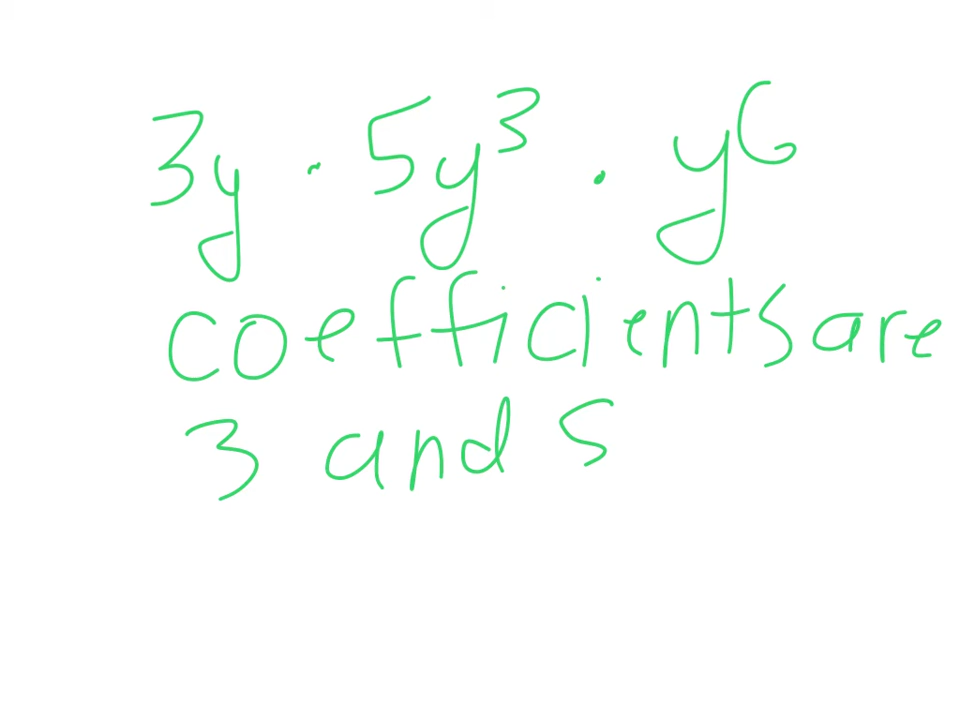 3y · 5y³ · y⁶
coefficients are
3 and 5